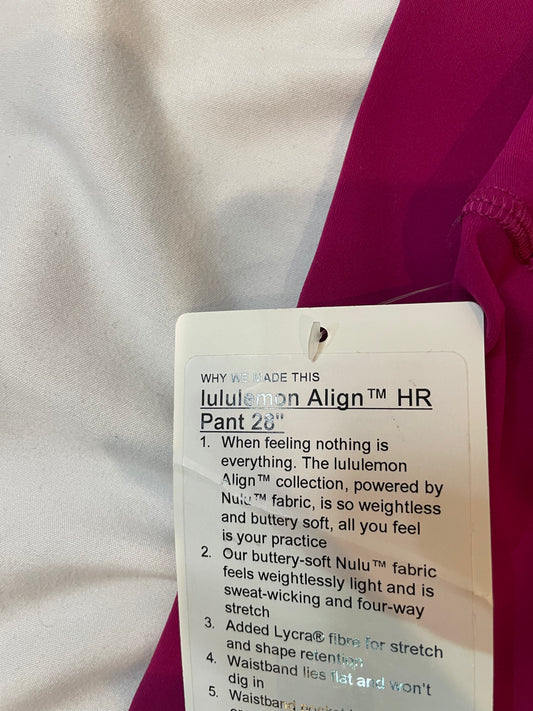 WHY WE MADE THIS
lululemon Align™ HR
Pant 28"
1. When feeling nothing is
everything. The lululemon
Align™ collection, powered by
Nulu™ fabric, is so weightless
and buttery soft, all you feel
is your practice
2. Our buttery-soft Nulu™ fabric
feels weightlessly light and is
sweat-wicking and four-way
stretch
3. Added Lycra® fibre for stretch
and shape retention
4. Waistband lies flat and won't
dig in
5. Waistband pocket